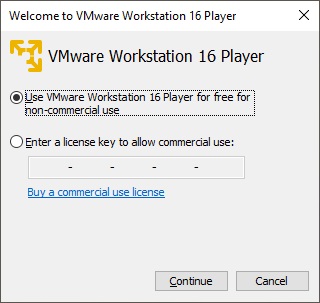 Welcome to VMware Workstation 16 Player
VMware Workstation 16 Player
Use VMware Workstation 16 Player for free for
non-commercial use
Enter a license key to allow commercial use:
- - - -
Buy a commercial use license
Continue Cancel